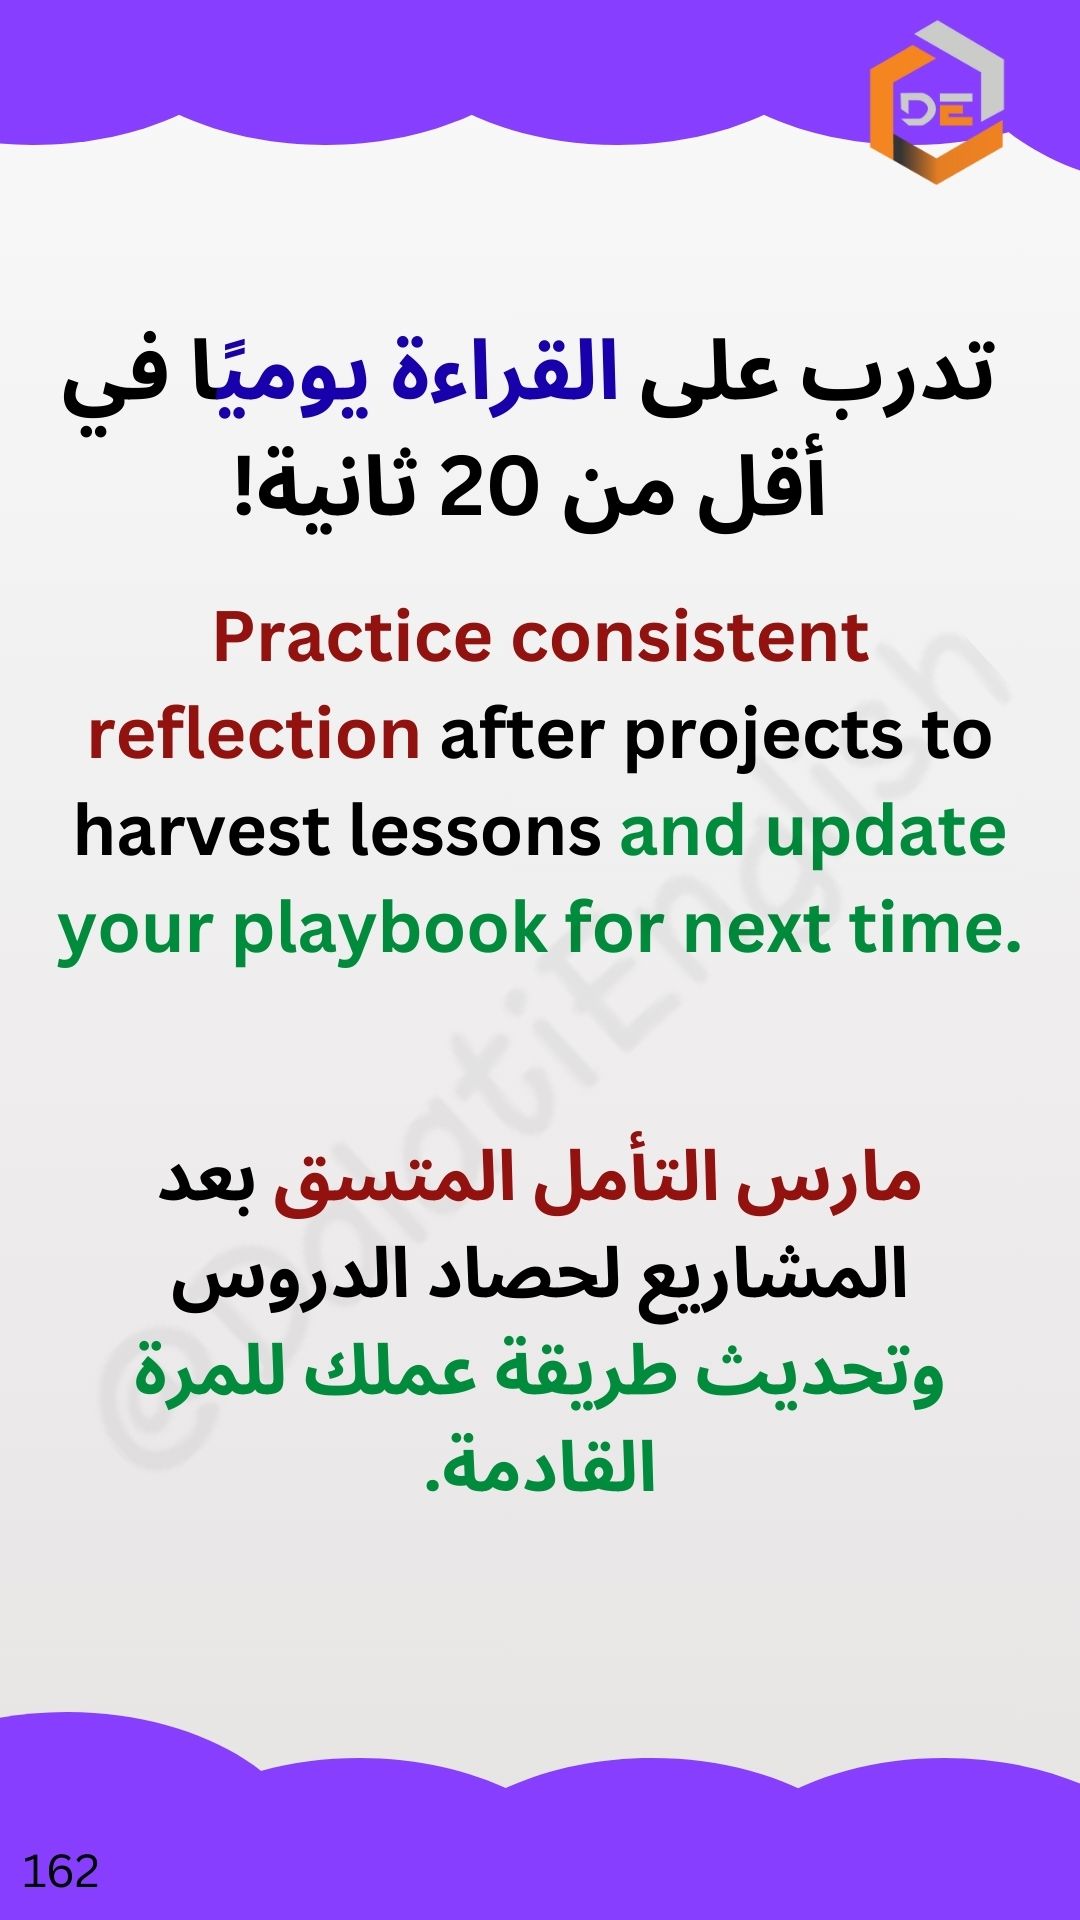 DE
تدرب على القراءة يوميًا في
أقل من 20 ثانية!
Practice consistent
reflection after projects to
harvest lessons and update
your playbook for next time.
@DdlatiEnglish
مارس التأمل المتسق بعد
المشاريع لحصاد الدروس
وتحديث طريقة عملك للمرة
القادمة.
162